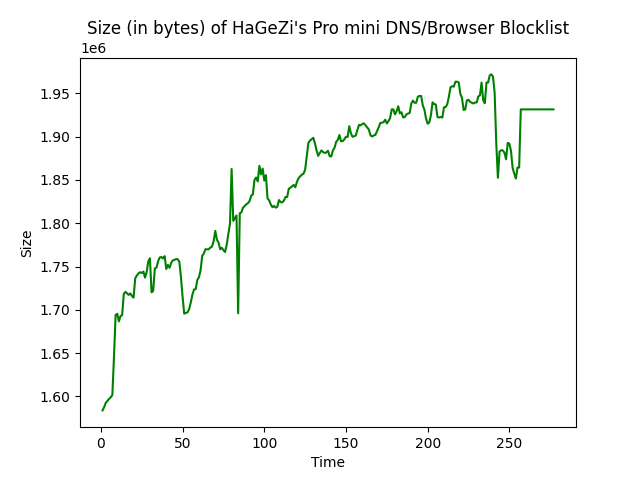 Size (in bytes) of HaGeZi's Pro mini DNS/Browser Blocklist
1e6
1.95
1.90
1.85
1.80
1.75
1.70
1.65
1.60
Size
0 50 100 150 200 250
Time